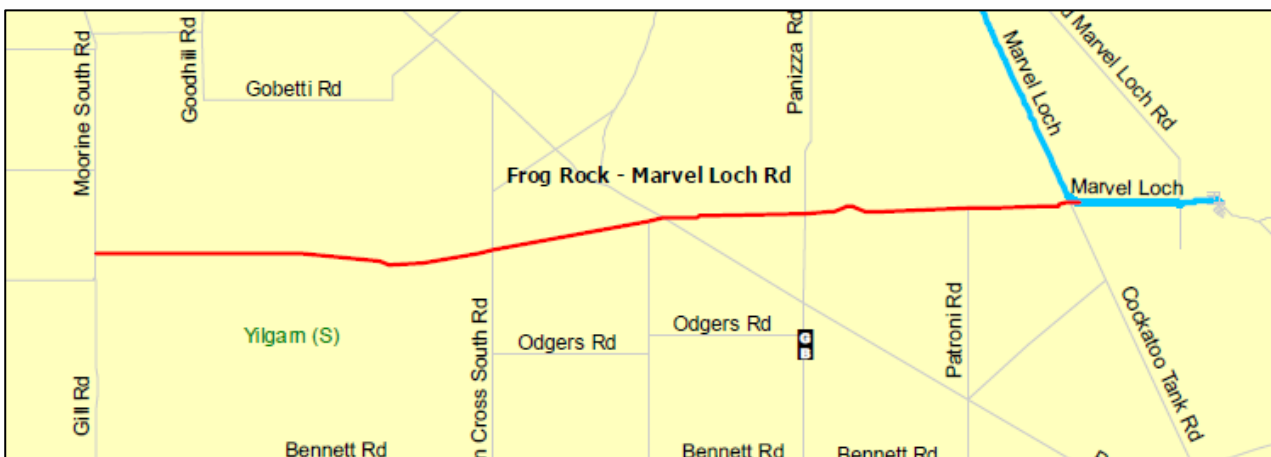 Moorine South Rd
Goodhill Rd
Gobetti Rd
Panizza Rd
Marvel Loch
Marvel Loch Rd
Frog Rock - Marvel Loch Rd
Marvel Loch
Yilgarn (S)
Gill Rd
n Cross South Rd
Odgers Rd
Odgers Rd
G
B
Patroni Rd
Cockatoo Tank Rd
Bennett Rd
Bennett Rd
Bennett Rd